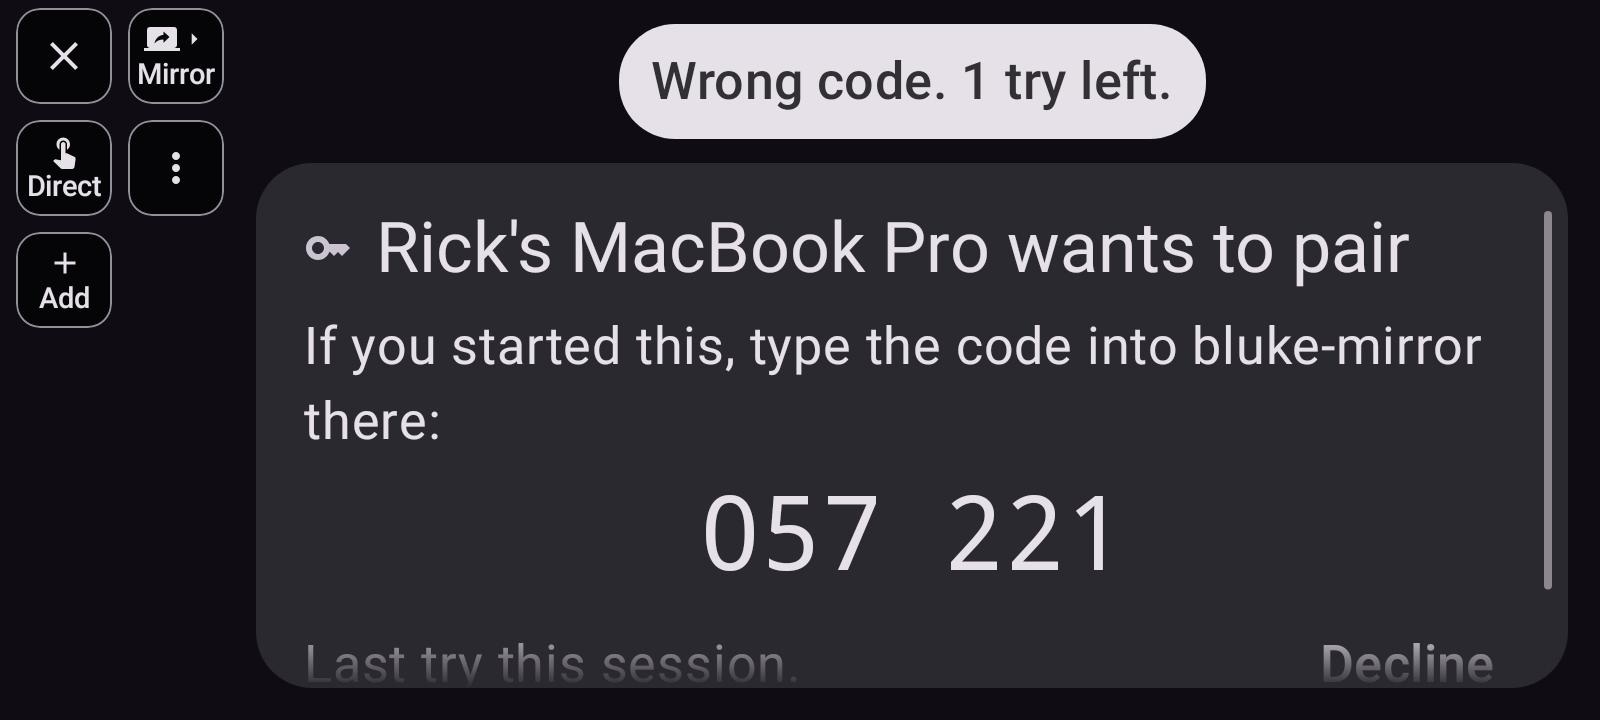 Mirror
Direct
Add
Wrong code. 1 try left.
Rick's MacBook Pro wants to pair
If you started this, type the code into bluke-mirror
there:
057 221
Last try this session.
Decline